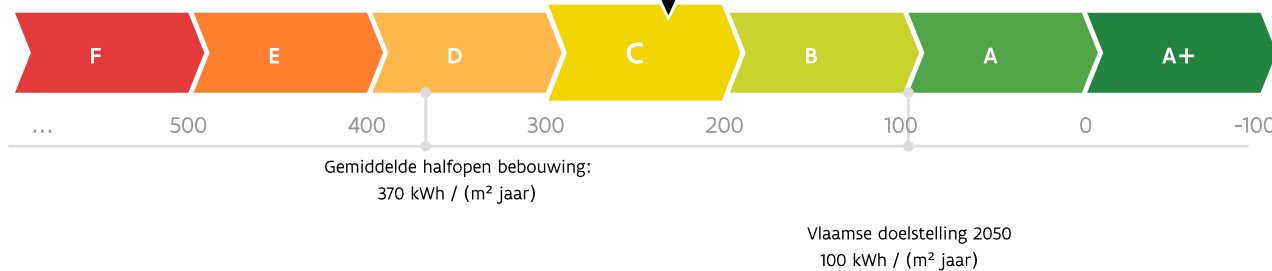 F E D C B A A+
... 500 400 300 200 100 0 -100
Gemiddelde halfopen bebouwing:
370 kWh / (m² jaar)
Vlaamse doelstelling 2050
100 kWh / (m² jaar)